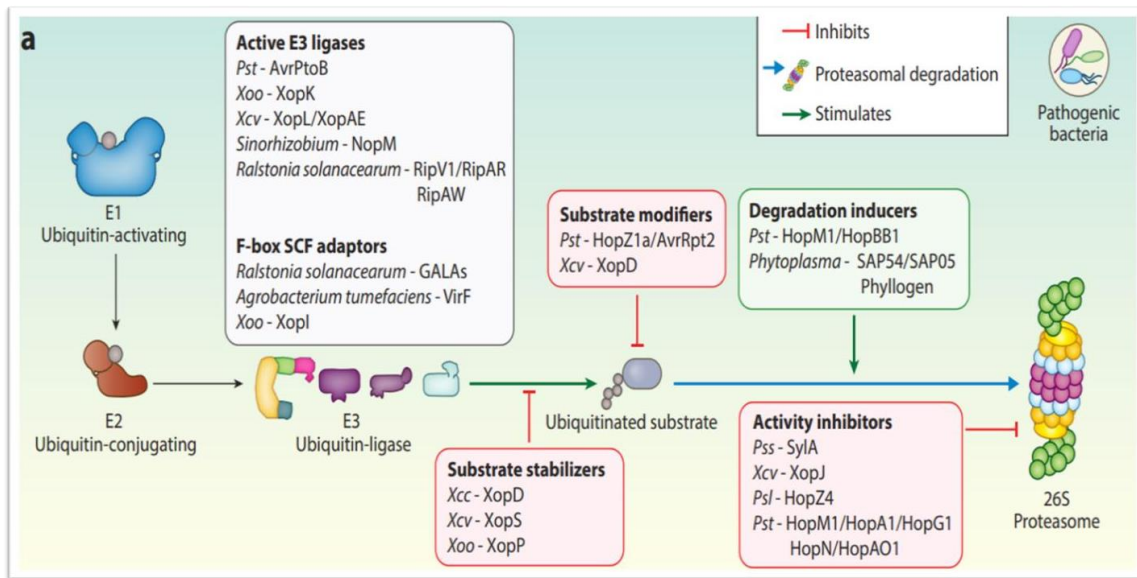 a
Active E3 ligases
Pst - AvrPtoB
Xoo - XopK
Xcv - XopL/XopAE
Sinorhizobium - NopM
Ralstonia solanacearum - RipV1/RipAR
RipAW
F-box SCF adaptors
Ralstonia solanacearum - GALAs
Agrobacterium tumefaciens - VirF
Xoo - XopI
Inhibits
Proteasomal degradation
Stimulates
Pathogenic
bacteria
E1
Ubiquitin-activating
Substrate modifiers
Pst - HopZ1a/AvrRpt2
Xcv - XopD
Degradation inducers
Pst - HopM1/HopBB1
Phytoplasma - SAP54/SAP05
Phyllogen
E2
Ubiquitin-conjugating
E3
Ubiquitin-ligase
Ubiquitinated substrate
Substrate stabilizers
Xcc - XopD
Xcv - XopS
Xoo - XopP
Activity inhibitors
Pss - SylA
Xcv - XopJ
Psl - HopZ4
Pst - HopM1/HopA1/HopG1
HopN/HopAO1
26S
Proteasome